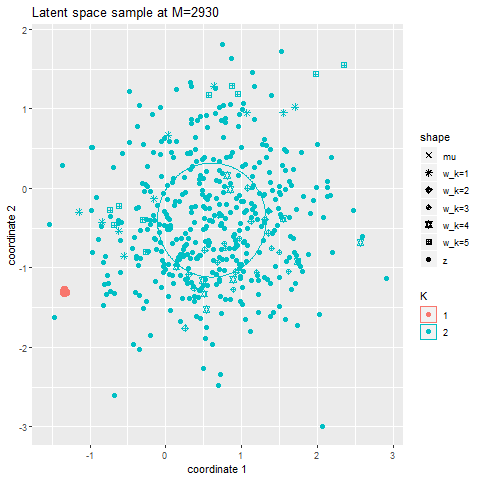 Latent space sample at M=2930
2
1
0
-1
-2
-3
coordinate 2
-1
0
1
2
3
coordinate 1
shape
mu
w_k=1
w_k=2
w_k=3
w_k=4
w_k=5
z
K
1
2